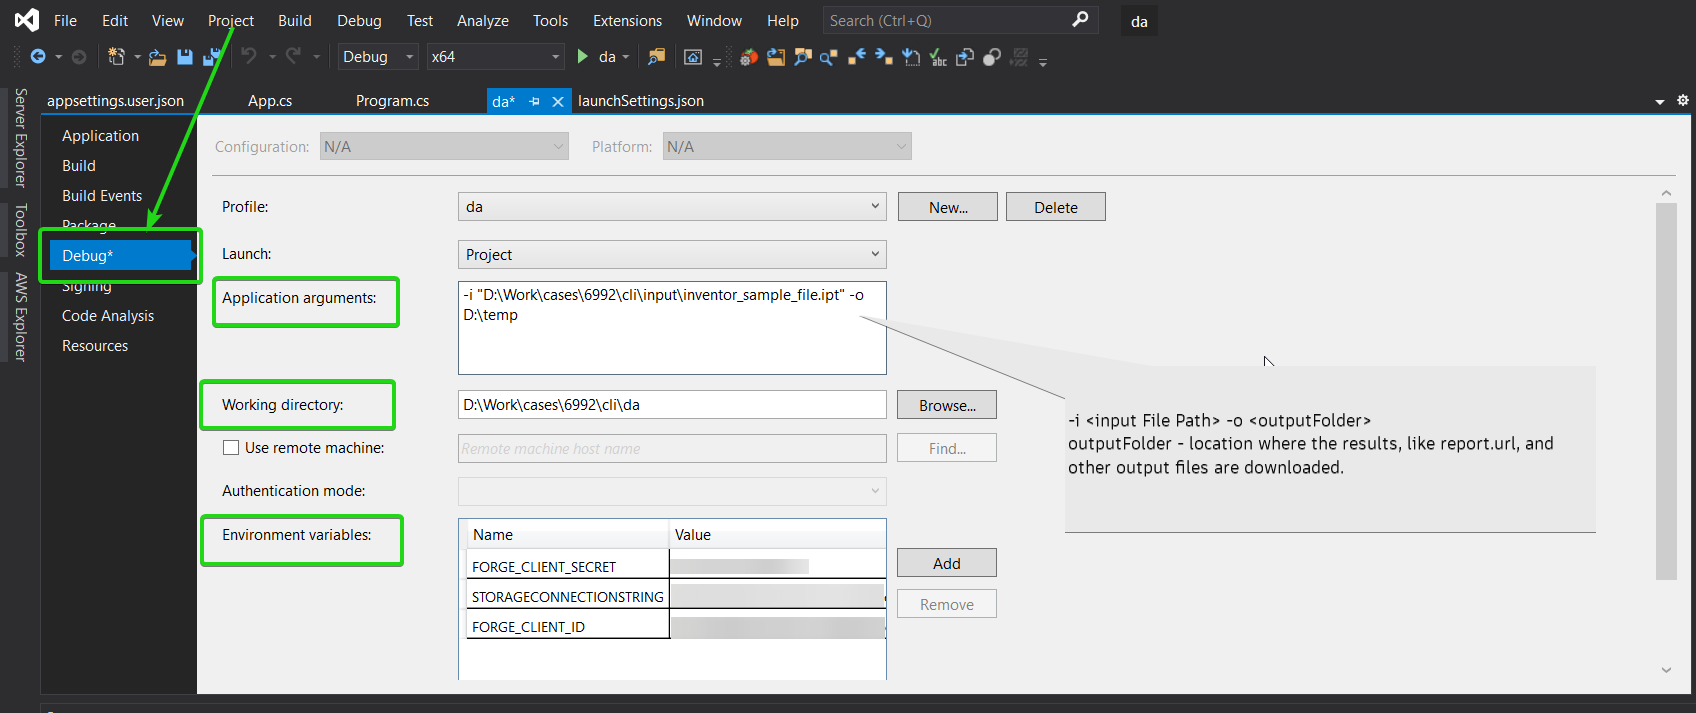 File Edit View Project Build Debug Test Analyze Tools Extensions Window Help Search (Ctrl+Q) da
Debug x64 da
appsettings.user.json App.cs Program.cs da* launchSettings.json
Server Explorer
Toolbox
AWS Explorer
Application
Build
Build Events
Package
Debug*
Signing
Code Analysis
Resources
Configuration: N/A Platform: N/A
Profile: da New... Delete
Launch: Project
Application arguments: -i "D:\Work\cases\6992\cli\input\inventor_sample_file.ipt" -o
D:\temp
-i <input File Path> -o <outputFolder>
outputFolder - location where the results, like report.url, and
other output files are downloaded.
Working directory: D:\Work\cases\6992\cli\da Browse...
Use remote machine: Remote machine host name Find...
Authentication mode:
Environment variables: Name Value
FORGE_CLIENT_SECRET Add
STORAGECONNECTIONSTRING Remove
FORGE_CLIENT_ID